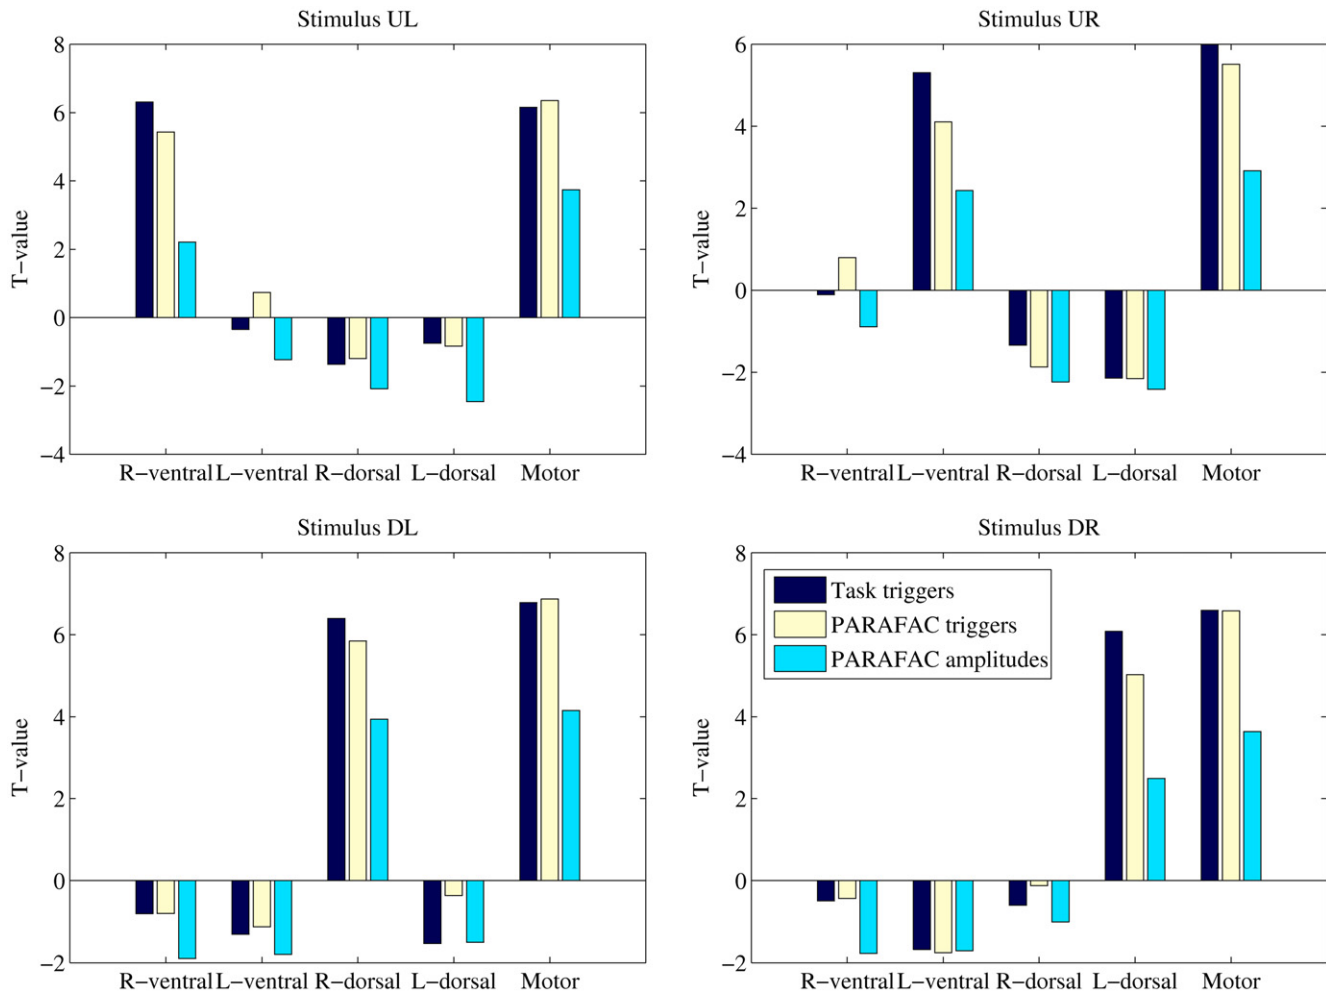 Stimulus UL
8
6
4
2
0
−2
−4
T−value
R−ventral L−ventral R−dorsal L−dorsal Motor
Stimulus UR
6
4
2
0
−2
−4
T−value
R−ventral L−ventral R−dorsal L−dorsal Motor
Stimulus DL
8
6
4
2
0
−2
T−value
R−ventral L−ventral R−dorsal L−dorsal Motor
Stimulus DR
8
6
4
2
0
−2
T−value
Task triggers
PARAFAC triggers
PARAFAC amplitudes
R−ventral L−ventral R−dorsal L−dorsal Motor